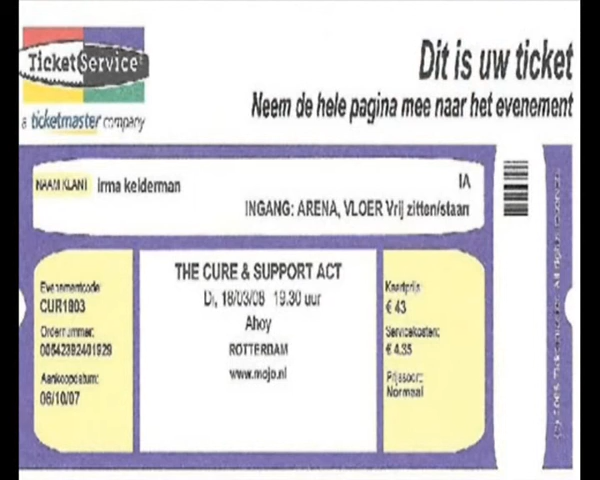 TicketService
a ticketmaster company
Dit is uw ticket
Neem de hele pagina mee naar het evenement
NAAM KLANT irma kelderman
IA
INGANG: ARENA, VLOER Vrij zitten/staan
Evenementcode:
CUR1803
Ordernummer:
Aankoopdatum:
06/10/07
THE CURE & SUPPORT ACT
Di, 18/03/08 19.30 uur
Ahoy
ROTTERDAM
www.mojo.nl
Kaartprijs:
€ 43
Servicekosten:
€ 4.35
Prijssoort:
Normaal